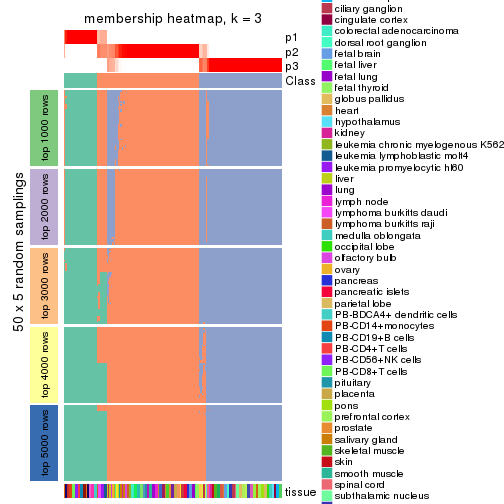 membership heatmap, k = 3
p1
p2
p3
Class
50 x 5 random samplings
top 1000 rows
top 2000 rows
top 3000 rows
top 4000 rows
top 5000 rows
tissue
ciliary ganglion
cingulate cortex
colorectal adenocarcinoma
dorsal root ganglion
fetal brain
fetal liver
fetal lung
fetal thyroid
globus pallidus
heart
hypothalamus
kidney
leukemia chronic myelogenous K562
leukemia lymphoblastic molt4
leukemia promyelocytic hl60
liver
lung
lymph node
lymphoma burkitts daudi
lymphoma burkitts raji
medulla oblongata
occipital lobe
olfactory bulb
ovary
pancreas
pancreatic islets
parietal lobe
PB-BDCA4+ dendritic cells
PB-CD14+monocytes
PB-CD19+B cells
PB-CD4+T cells
PB-CD56+NK cells
PB-CD8+T cells
pituitary
placenta
pons
prefrontal cortex
prostate
salivary gland
skeletal muscle
skin
smooth muscle
spinal cord
subthalamic nucleus